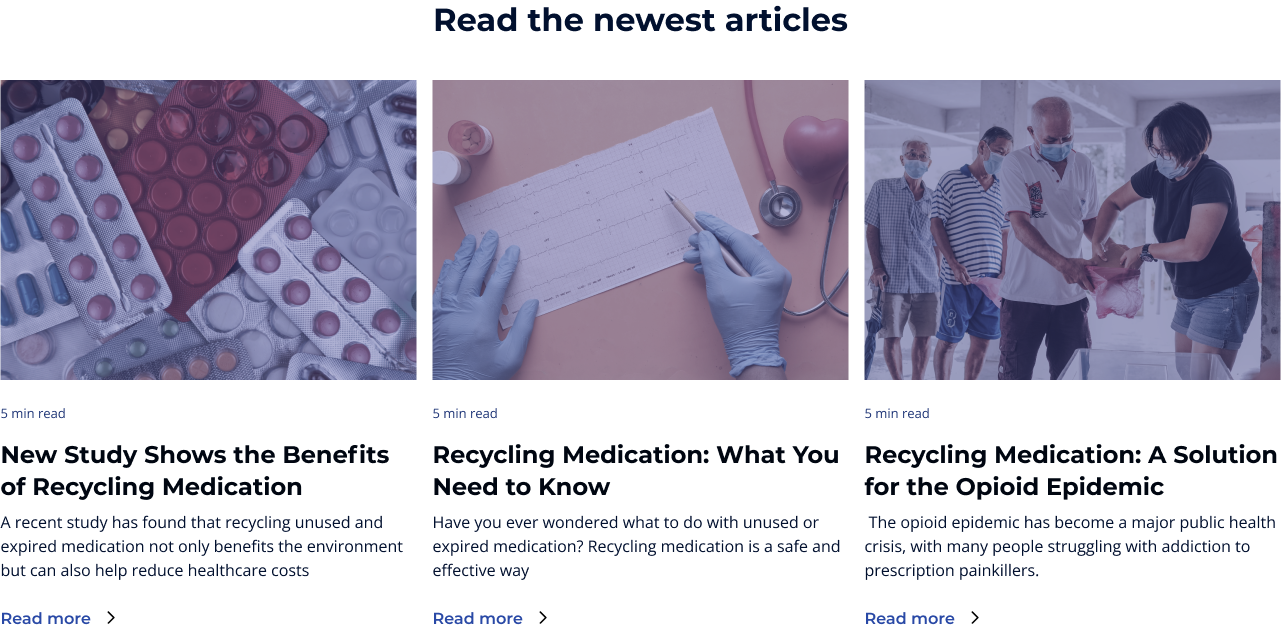 Read the newest articles
5 min read
New Study Shows the Benefits
of Recycling Medication
A recent study has found that recycling unused and
expired medication not only benefits the environment
but can also help reduce healthcare costs
Read more
5 min read
Recycling Medication: What You
Need to Know
Have you ever wondered what to do with unused or
expired medication? Recycling medication is a safe and
effective way
Read more
5 min read
Recycling Medication: A Solution
for the Opioid Epidemic
The opioid epidemic has become a major public health
crisis, with many people struggling with addiction to
prescription painkillers.
Read more